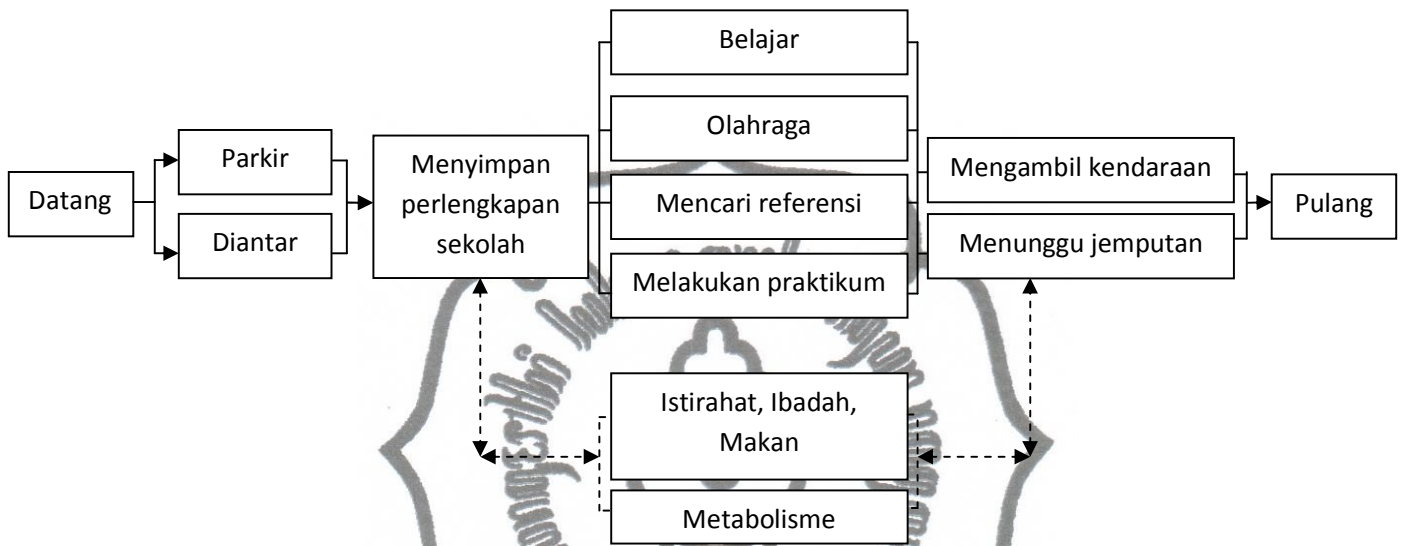 Datang
Parkir
Diantar
Menyimpan
perlengkapan
sekolah
Belajar
Olahraga
Mencari referensi
Melakukan praktikum
Istirahat, Ibadah,
Makan
Metabolisme
Mengambil kendaraan
Menunggu jemputan
Pulang